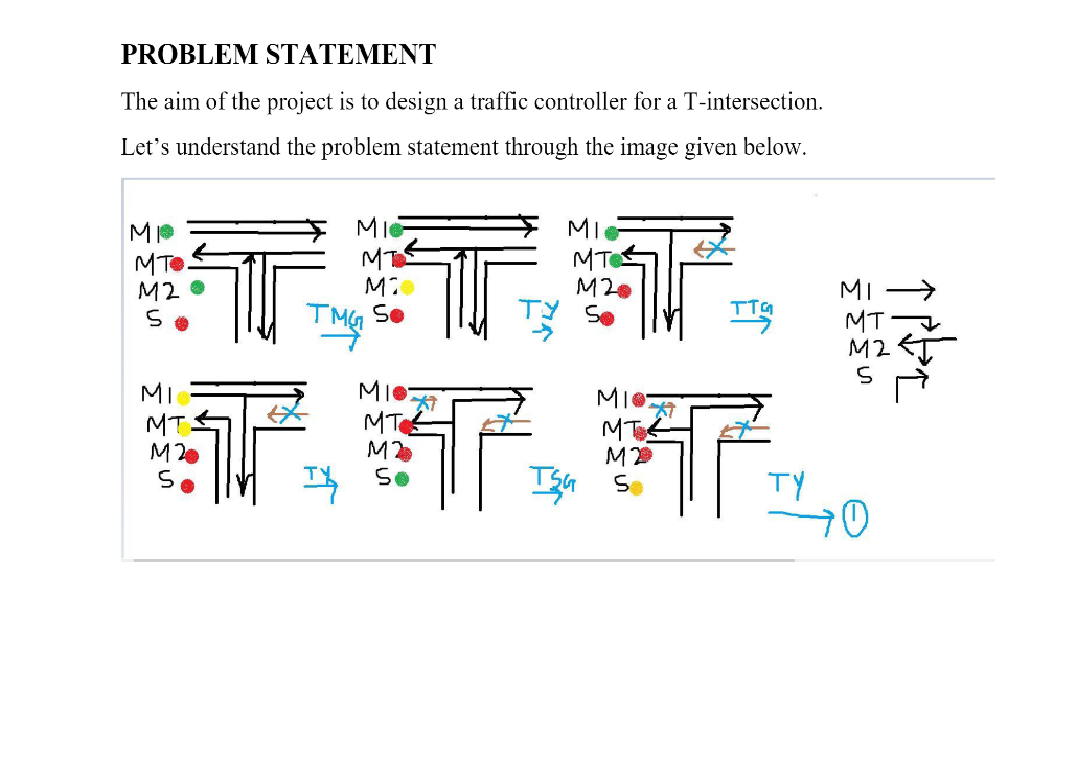 PROBLEM STATEMENT
The aim of the project is to design a traffic controller for a T-intersection.
Let's understand the problem statement through the image given below.
M1
MT
M2
S
TMG
M1
MT
M2
S
TY
M1
MT
M2
S
TTG
M1
MT
M2
S
M1
MT
M2
S
TY
M1
MT
M2
S
TSG
M1
MT
M2
S
TY
1